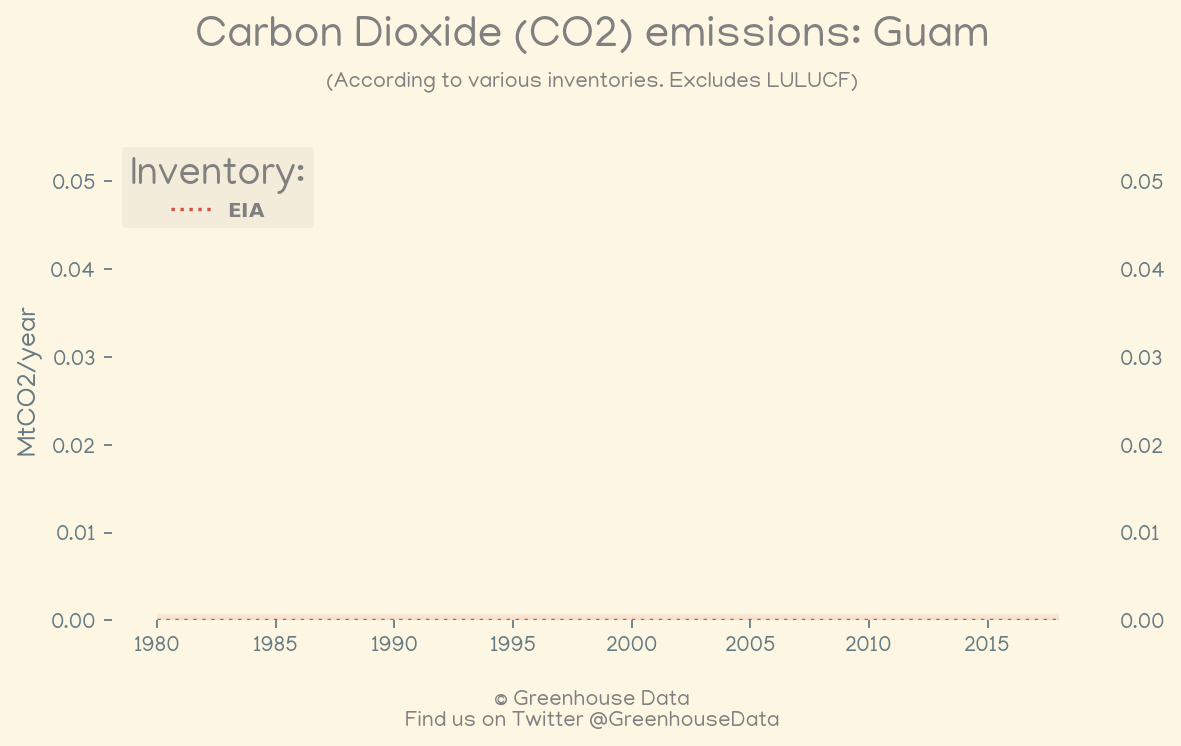 Carbon Dioxide (CO2) emissions: Guam
(According to various inventories. Excludes LULUCF)
Inventory:
EIA
MtCO2/year
0.05
0.04
0.03
0.02
0.01
0.00
0.05
0.04
0.03
0.02
0.01
0.00
1980 1985 1990 1995 2000 2005 2010 2015
© Greenhouse Data
Find us on Twitter @GreenhouseData